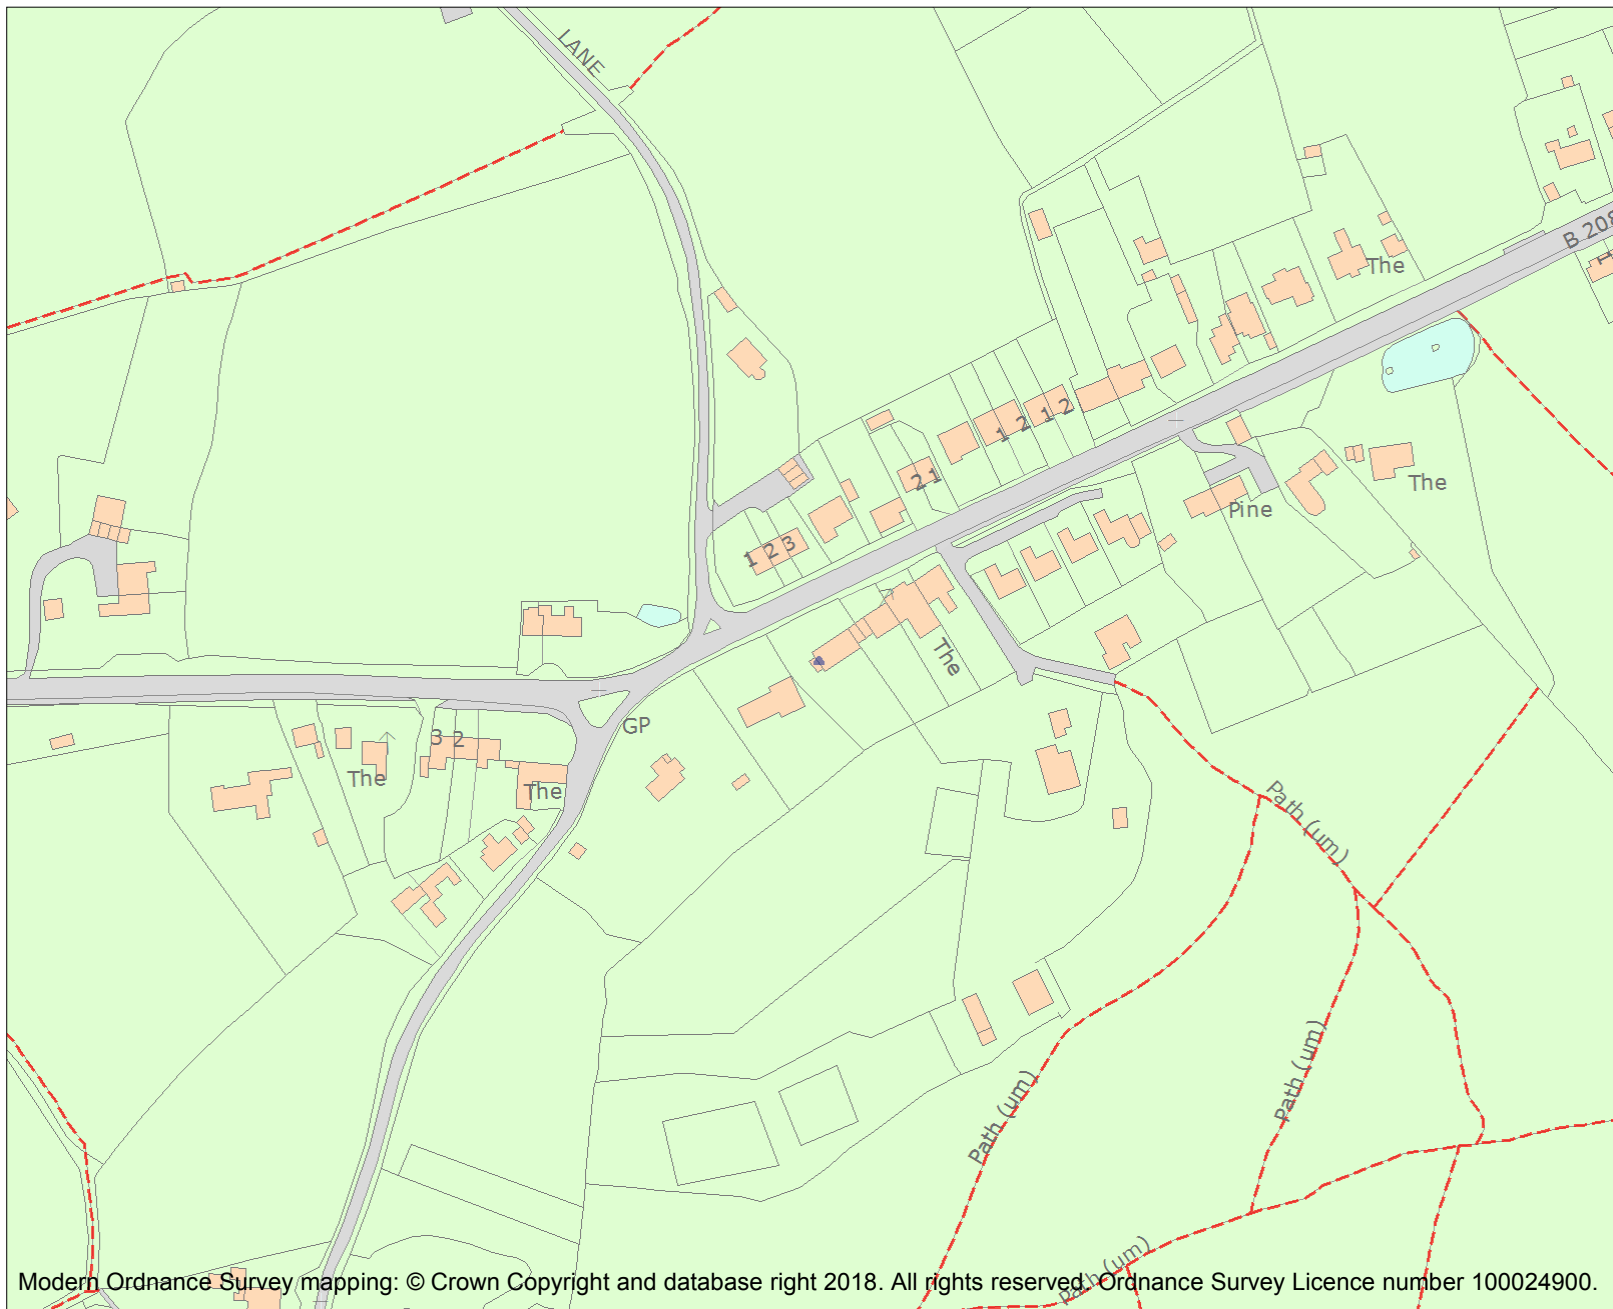 LANE
B 208
The
1 2
1 2
2 1
The
Pine
1 2 3
The
GP
3 2
The
The
Path (um)
Path (um)
Path (um)
Path (um)
Modern Ordnance Survey mapping: © Crown Copyright and database right 2018. All rights reserved. Ordnance Survey Licence number 100024900.